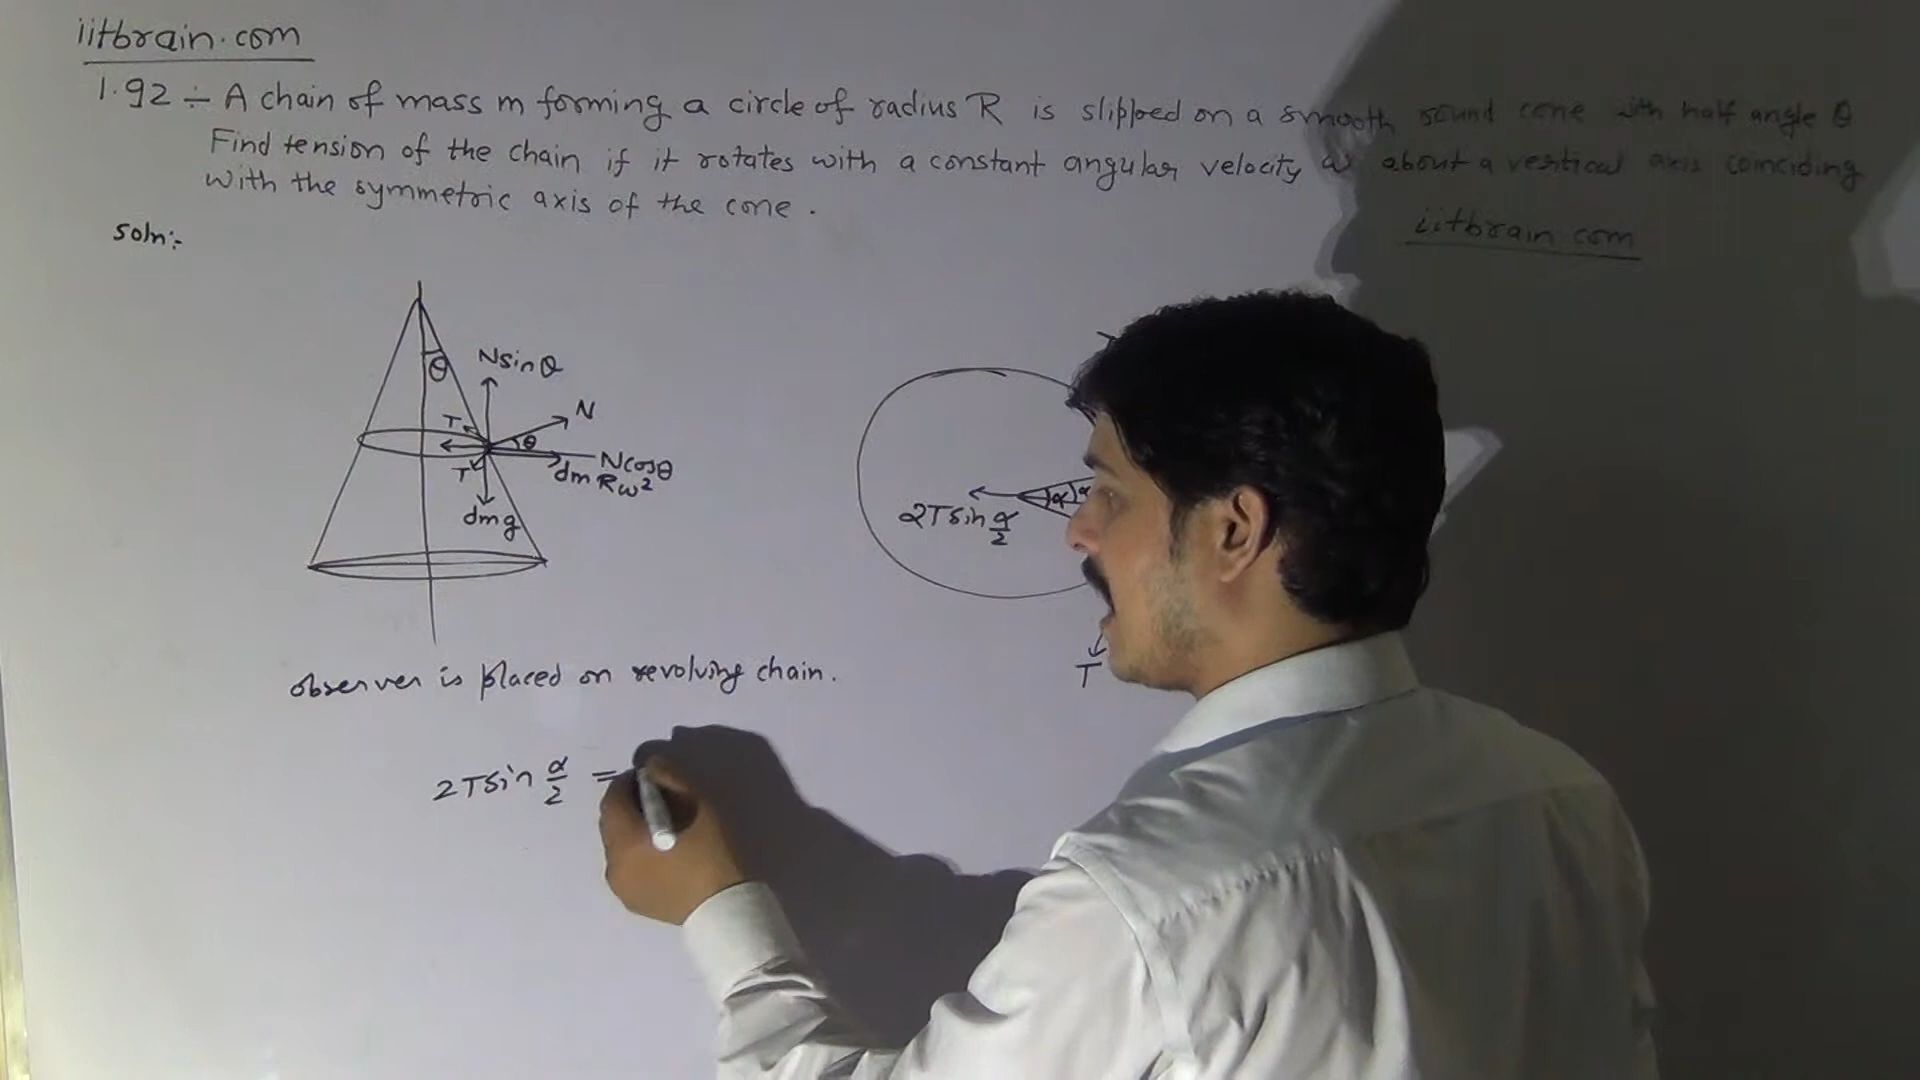 iitbrain.com
1.92 ÷ A chain of mass m forming a circle of radius R is slipped on a smooth round cone with half angle θ
Find tension of the chain if it rotates with a constant angular velocity ω about a vertical axis coinciding
with the symmetric axis of the cone.
iitbrain.com
Soln:-
θ
Nsinθ
N
T
θ
Ncosθ
T
dmRω²
dmg
α
α
2Tsin α/2
T
observer is placed on revolving chain.
2Tsin α/2 =